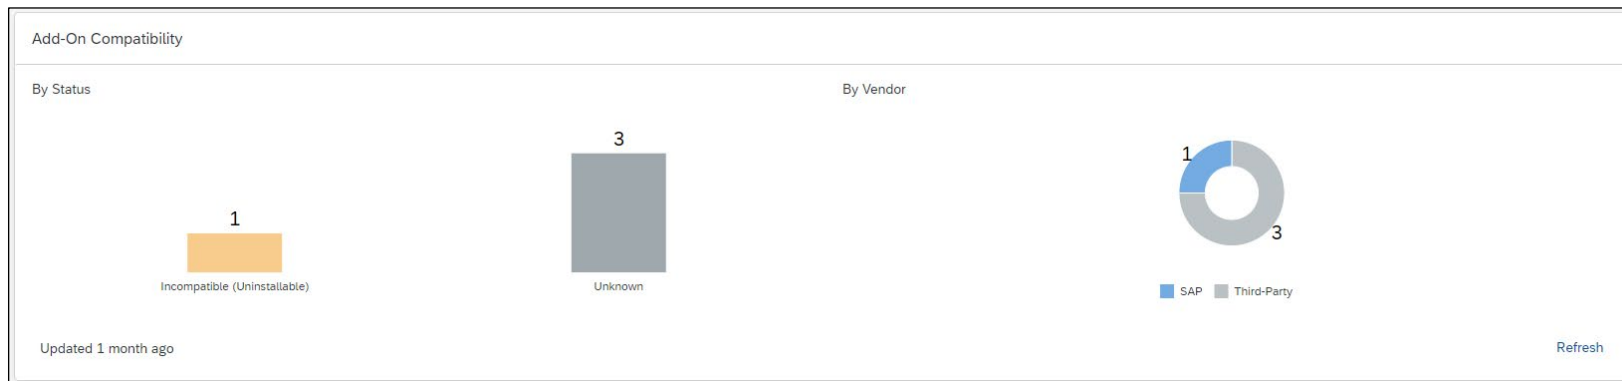 Add-On Compatibility
By Status
By Vendor
3
1
1
3
Incompatible (Uninstallable)
Unknown
SAP
Third-Party
Updated 1 month ago
Refresh